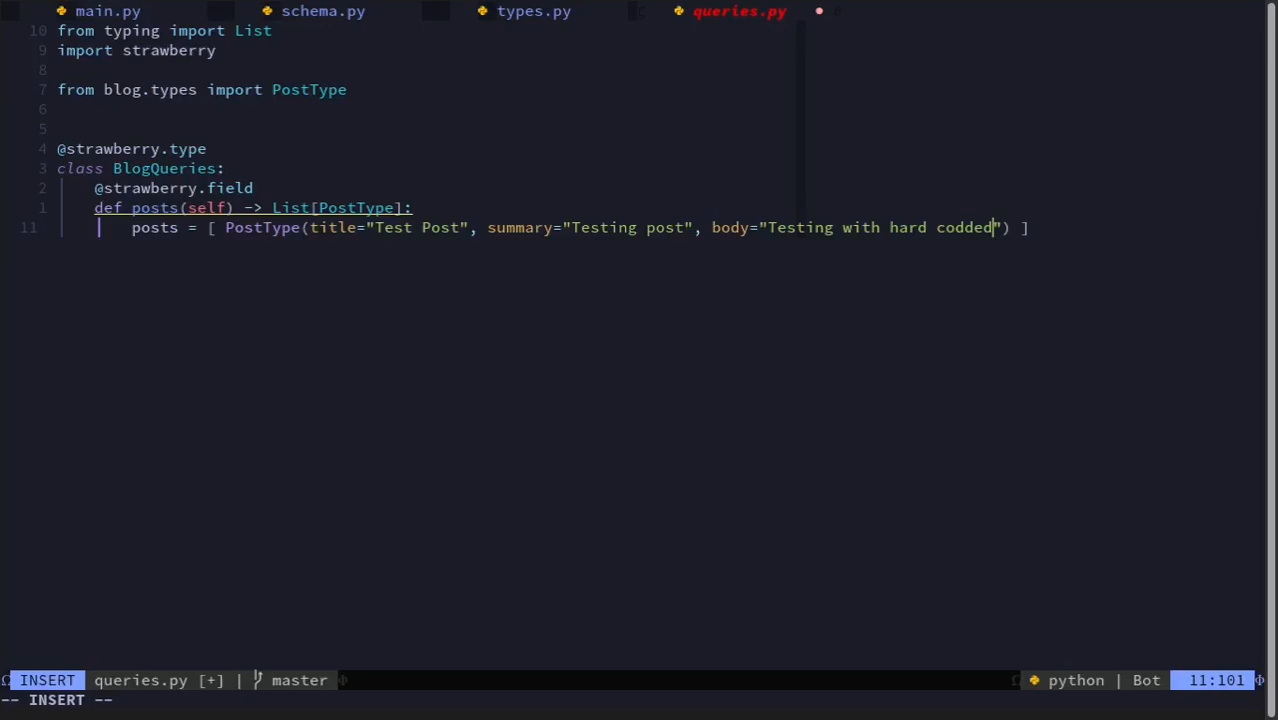 main.py schema.py types.py queries.py
10 from typing import List
9 import strawberry
8
7 from blog.types import PostType
6
5
4 @strawberry.type
3 class BlogQueries:
2 @strawberry.field
1 def posts(self) -> List[PostType]:
11 posts = [ PostType(title="Test Post", summary="Testing post", body="Testing with hard codded") ]
INSERT queries.py [+] | master python | Bot 11:101
-- INSERT --